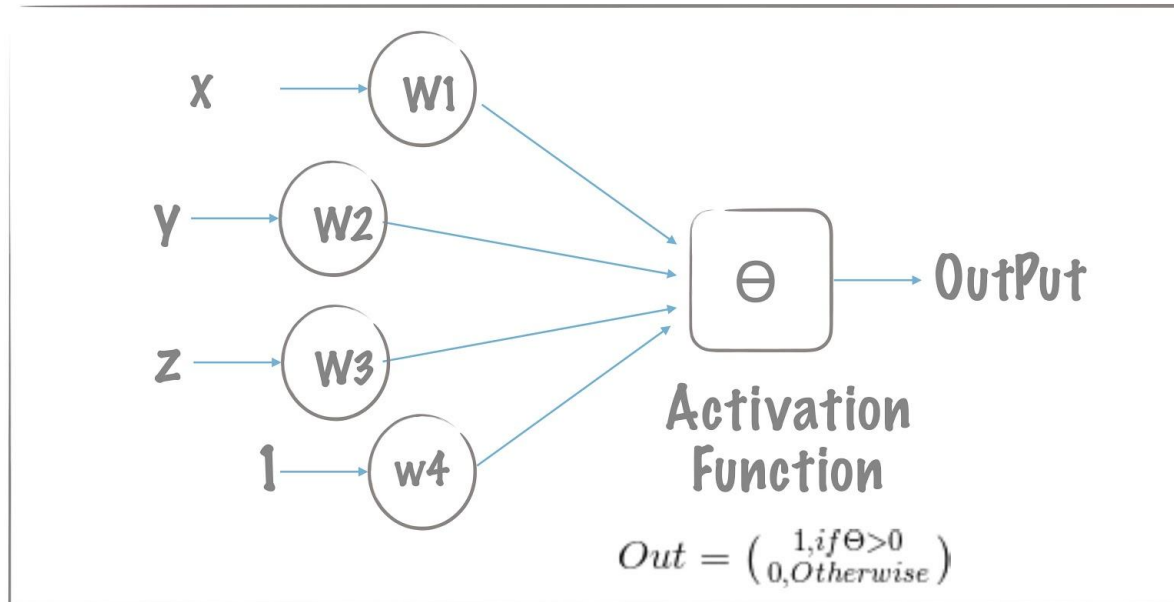 x W1
y W2
z W3
1 w4
Θ
OutPut
Activation
Function
Out = ( 1,if Θ>0
0,Otherwise )